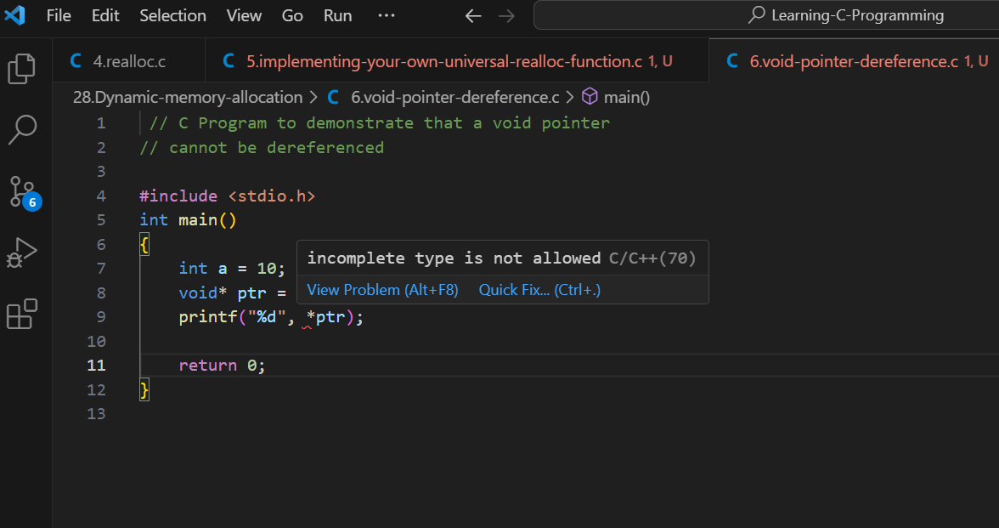 File Edit Selection View Go Run ··· Learning-C-Programming
C 4.realloc.c C 5.implementing-your-own-universal-realloc-function.c 1, U C 6.void-pointer-dereference.c 1, U
28.Dynamic-memory-allocation > C 6.void-pointer-dereference.c > main()
1 // C Program to demonstrate that a void pointer
2 // cannot be dereferenced
3
4 #include <stdio.h>
5 int main()
6 {
incomplete type is not allowed C/C++(70)
7 int a = 10;
View Problem (Alt+F8) Quick Fix... (Ctrl+.)
8 void* ptr =
9 printf("%d", *ptr);
10
11 return 0;
12 }
13
6